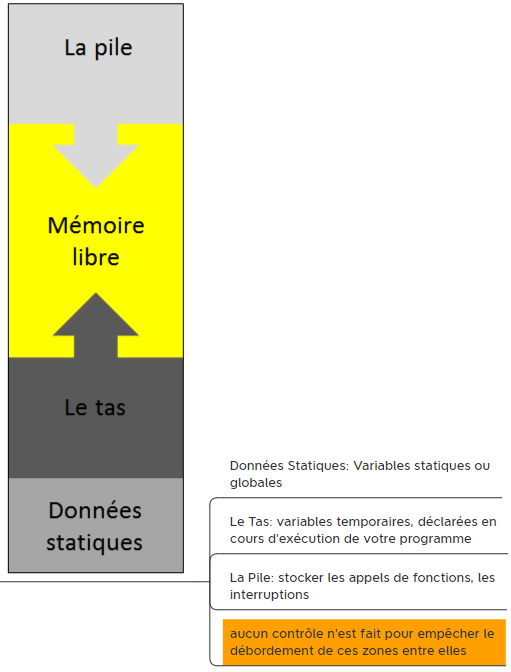 La pile
Mémoire
libre
Le tas
Données
statiques
Données Statiques: Variables statiques ou
globales
Le Tas: variables temporaires, déclarées en
cours d'exécution de votre programme
La Pile: stocker les appels de fonctions, les
interruptions
aucun contrôle n'est fait pour empêcher le
débordement de ces zones entre elles